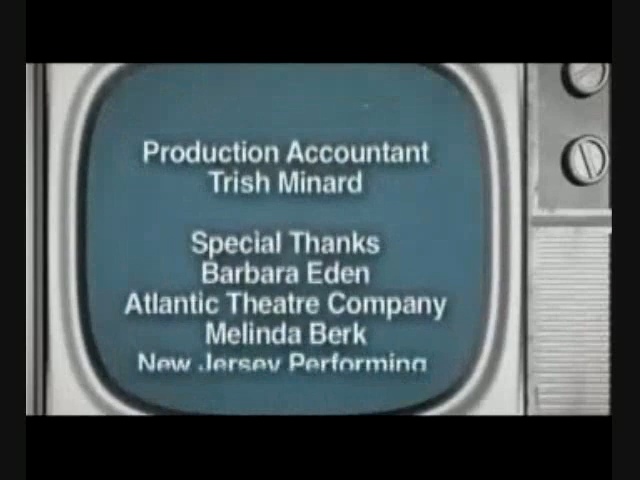 Production Accountant
Trish Minard
Special Thanks
Barbara Eden
Atlantic Theatre Company
Melinda Berk
New Jersey Performing